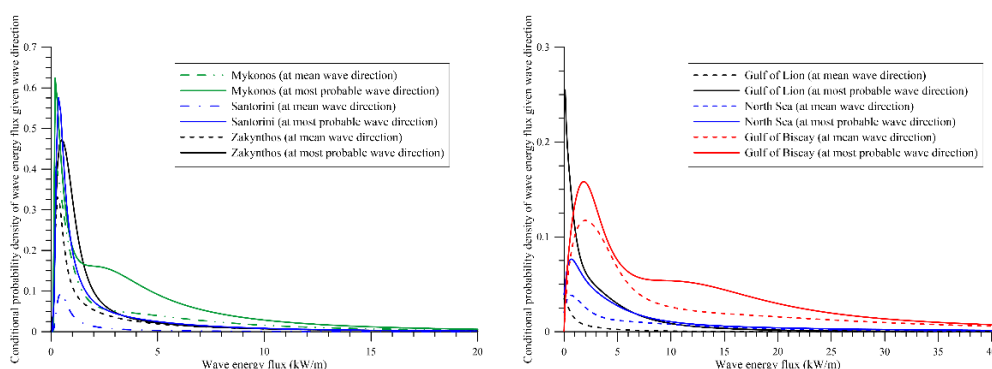 Conditional probability density of wave energy flux given wave direction
0.7
0.6
0.5
0.4
0.3
0.2
0.1
0
Mykonos (at mean wave direction)
Mykonos (at most probable wave direction)
Santorini (at mean wave direction)
Santorini (at most probable wave direction)
Zakynthos (at mean wave direction)
Zakynthos (at most probable wave direction)
0 5 10 15 20
Wave energy flux (kW/m)
Conditional probability density of wave energy flux given wave direction
0.3
0.2
0.1
0
Gulf of Lion (at mean wave direction)
Gulf of Lion (at most probable wave direction)
North Sea (at mean wave direction)
North Sea (at most probable wave direction)
Gulf of Biscay (at mean wave direction)
Gulf of Biscay (at most probable wave direction)
0 5 10 15 20 25 30 35 40
Wave energy flux (kW/m)